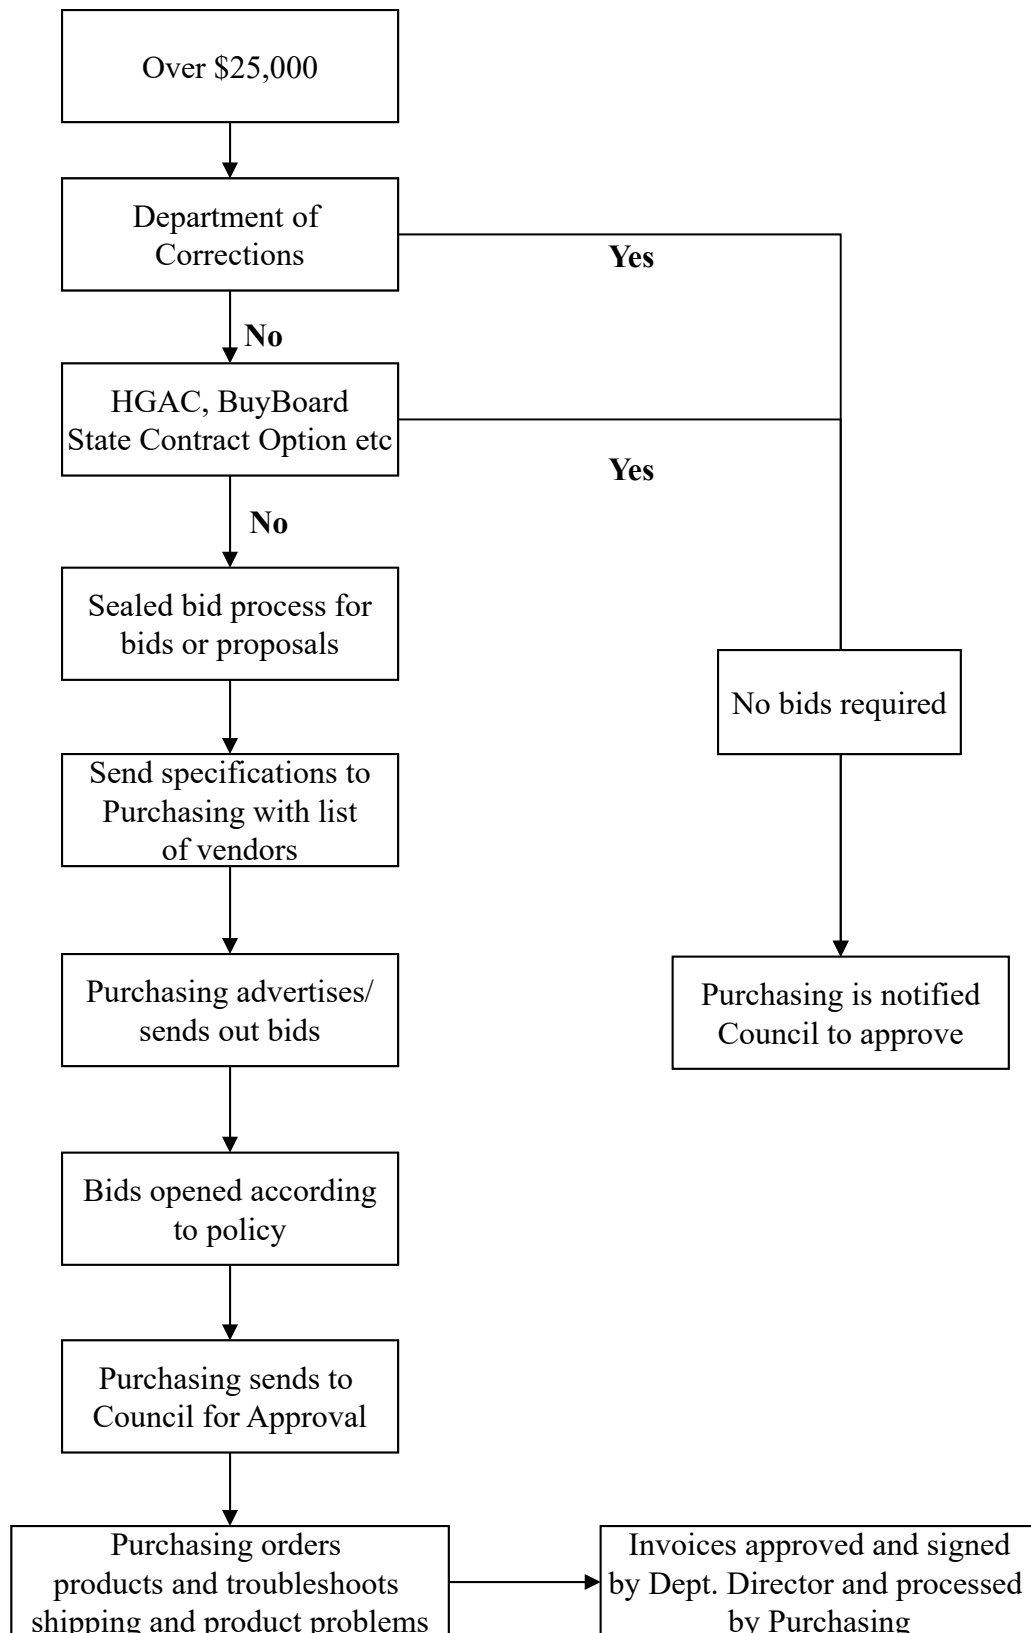 Over $25,000
Department of
Corrections
Yes
No
HGAC, BuyBoard
State Contract Option etc
Yes
No
Sealed bid process for
bids or proposals
No bids required
Send specifications to
Purchasing with list
of vendors
Purchasing advertises/
sends out bids
Purchasing is notified
Council to approve
Bids opened according
to policy
Purchasing sends to
Council for Approval
Purchasing orders
products and troubleshoots
shipping and product problems
Invoices approved and signed
by Dept. Director and processed
by Purchasing